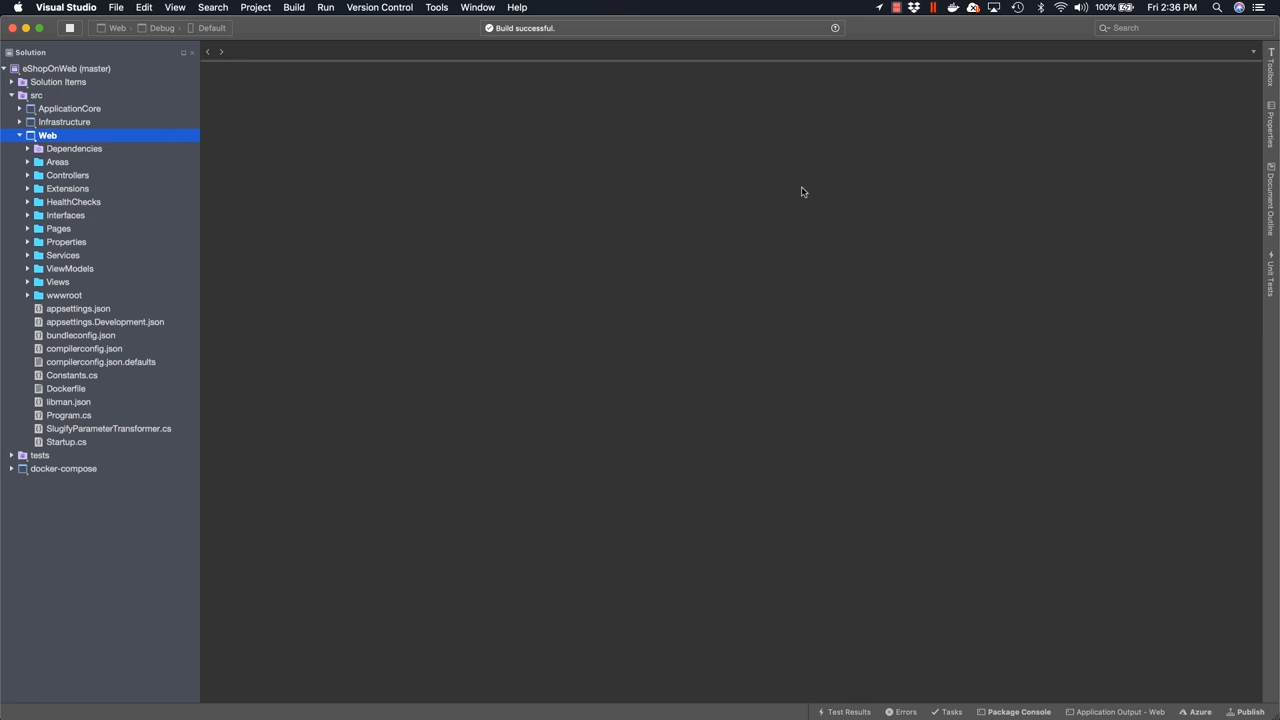 Visual Studio File Edit View Search Project Build Run Version Control Tools Window Help 100% Fri 2:36 PM
Web › Debug › Default Build successful. Search
Solution
eShopOnWeb (master)
Solution Items
src
ApplicationCore
Infrastructure
Web
Dependencies
Areas
Controllers
Extensions
HealthChecks
Interfaces
Pages
Properties
Services
ViewModels
Views
wwwroot
appsettings.json
appsettings.Development.json
bundleconfig.json
compilerconfig.json
compilerconfig.json.defaults
Constants.cs
Dockerfile
libman.json
Program.cs
SlugifyParameterTransformer.cs
Startup.cs
tests
docker-compose
Toolbox
Properties
Document Outline
Unit Tests
Test Results Errors Tasks Package Console Application Output - Web Azure Publish